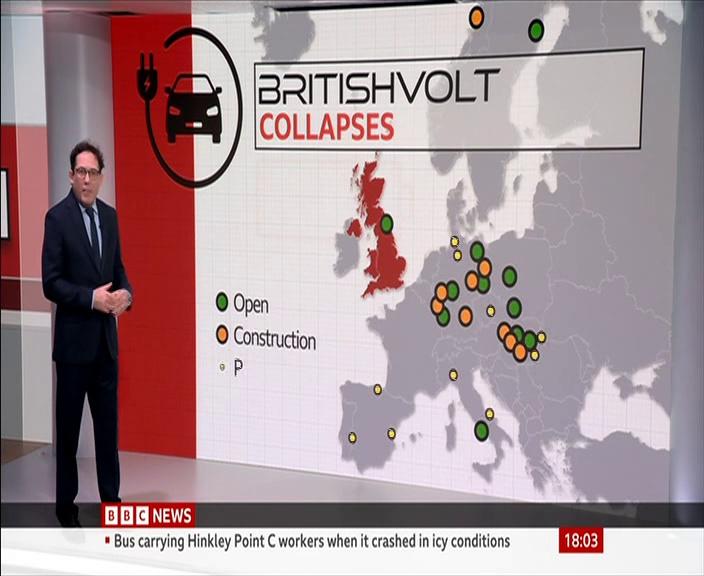 BRITISHVOLT
COLLAPSES
Open
Construction
P
BBC NEWS
Bus carrying Hinkley Point C workers when it crashed in icy conditions
18:03